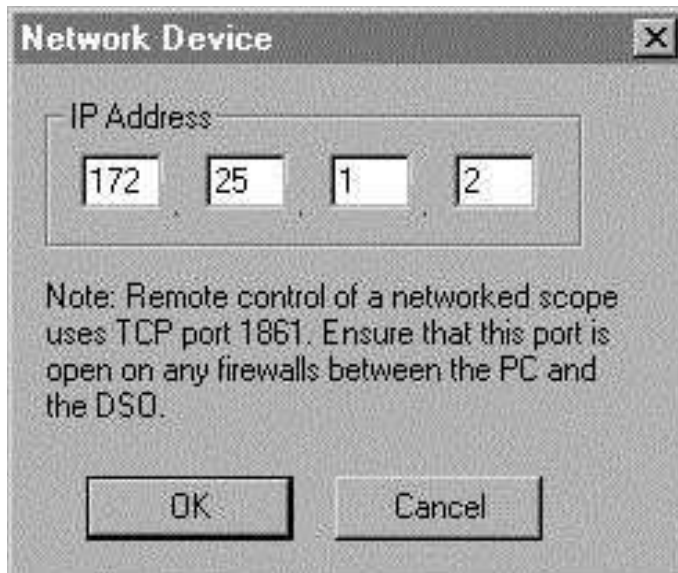 Network Device
IP Address
172 . 25 . 1 . 2
Note: Remote control of a networked scope
uses TCP port 1861. Ensure that this port is
open on any firewalls between the PC and
the DSO.
OK Cancel